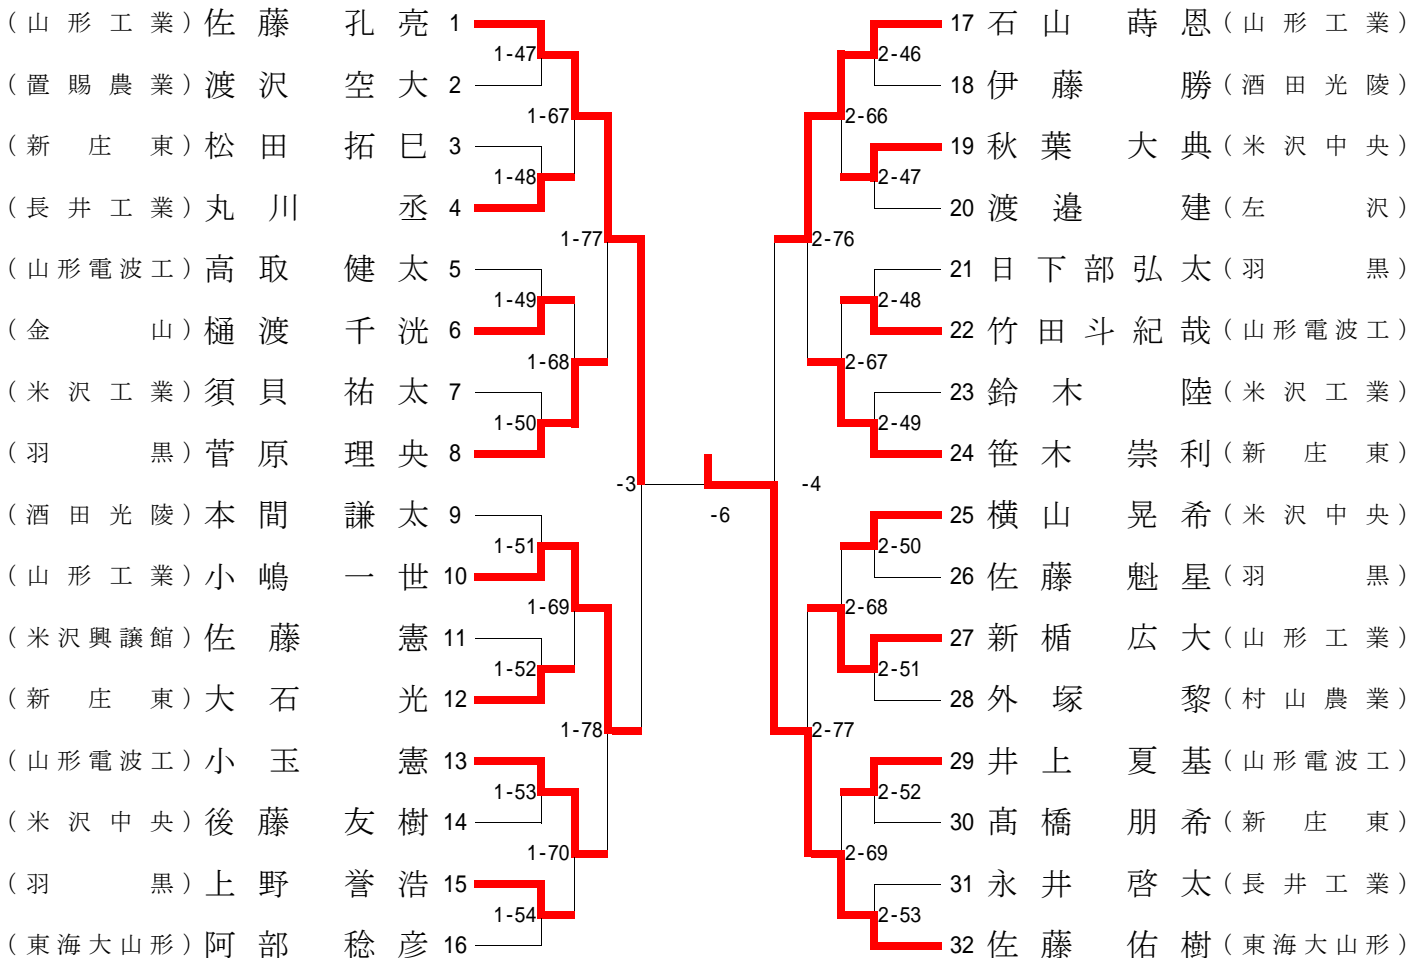 (山形工業) 佐藤 孔亮 1
1-47
(置賜農業) 渡沢 空大 2
1-67
(新庄東) 松田 拓巳 3
1-48
(長井工業) 丸川 丞 4
1-77
(山形電波工) 高取 健太 5
1-49
(金山) 樋渡 千洸 6
1-68
(米沢工業) 須貝 祐太 7
1-50
(羽黒) 菅原 理央 8
-3
(酒田光陵) 本間 謙太 9
1-51
(山形工業) 小嶋 一世 10
1-69
(米沢興譲館) 佐藤 憲 11
1-52
(新庄東) 大石 光 12
1-78
(山形電波工) 小玉 憲 13
1-53
(米沢中央) 後藤 友樹 14
1-70
(羽黒) 上野 誉浩 15
1-54
(東海大山形) 阿部 稔彦 16
-6
17 石山 蒔恩 (山形工業)
2-46
18 伊藤 勝 (酒田光陵)
2-66
19 秋葉 大典 (米沢中央)
2-47
20 渡邉 建 (左沢)
2-76
21 日下部弘太 (羽黒)
2-48
22 竹田斗紀哉 (山形電波工)
2-67
23 鈴木 陸 (米沢工業)
2-49
24 笹木 崇利 (新庄東)
-4
25 横山 晃希 (米沢中央)
2-50
26 佐藤 魁星 (羽黒)
2-68
27 新楯 広大 (山形工業)
2-51
28 外塚 黎 (村山農業)
2-77
29 井上 夏基 (山形電波工)
2-52
30 髙橋 朋希 (新庄東)
2-69
31 永井 啓太 (長井工業)
2-53
32 佐藤 佑樹 (東海大山形)